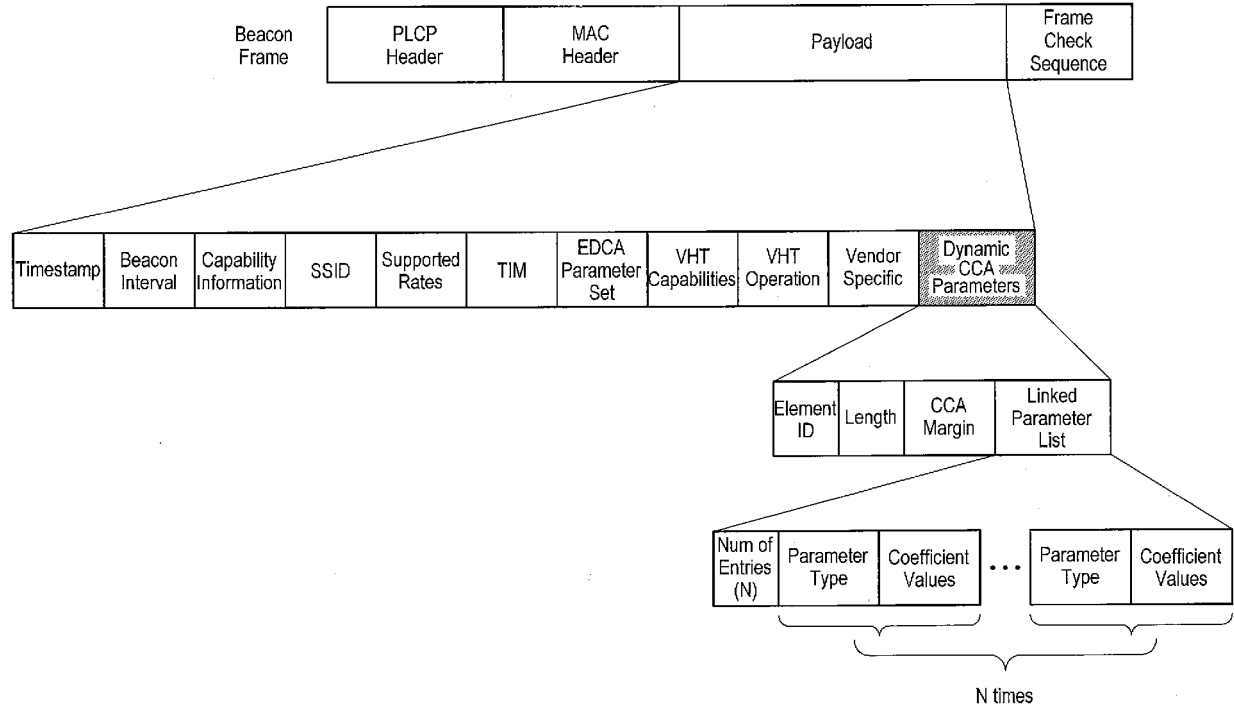 Beacon
Frame
PLCP
Header
MAC
Header
Payload
Frame
Check
Sequence
Timestamp
Beacon
Interval
Capability
Information
SSID
Supported
Rates
TIM
EDCA
Parameter
Set
VHT
Capabilities
VHT
Operation
Vendor
Specific
Dynamic
CCA
Parameters
Element
ID
Length
CCA
Margin
Linked
Parameter
List
Num of
Entries
(N)
Parameter
Type
Coefficient
Values
•••
Parameter
Type
Coefficient
Values
N times